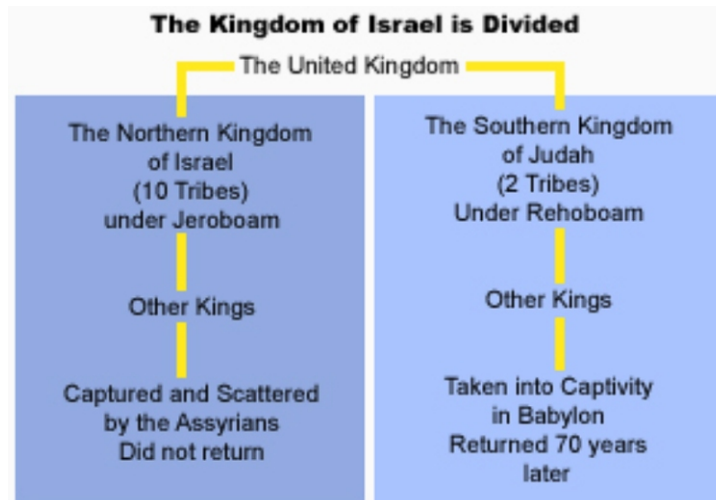 The Kingdom of Israel is Divided
The United Kingdom
The Northern Kingdom
of Israel
(10 Tribes)
under Jeroboam
Other Kings
Captured and Scattered
by the Assyrians
Did not return
The Southern Kingdom
of Judah
(2 Tribes)
Under Rehoboam
Other Kings
Taken into Captivity
in Babylon
Returned 70 years
later